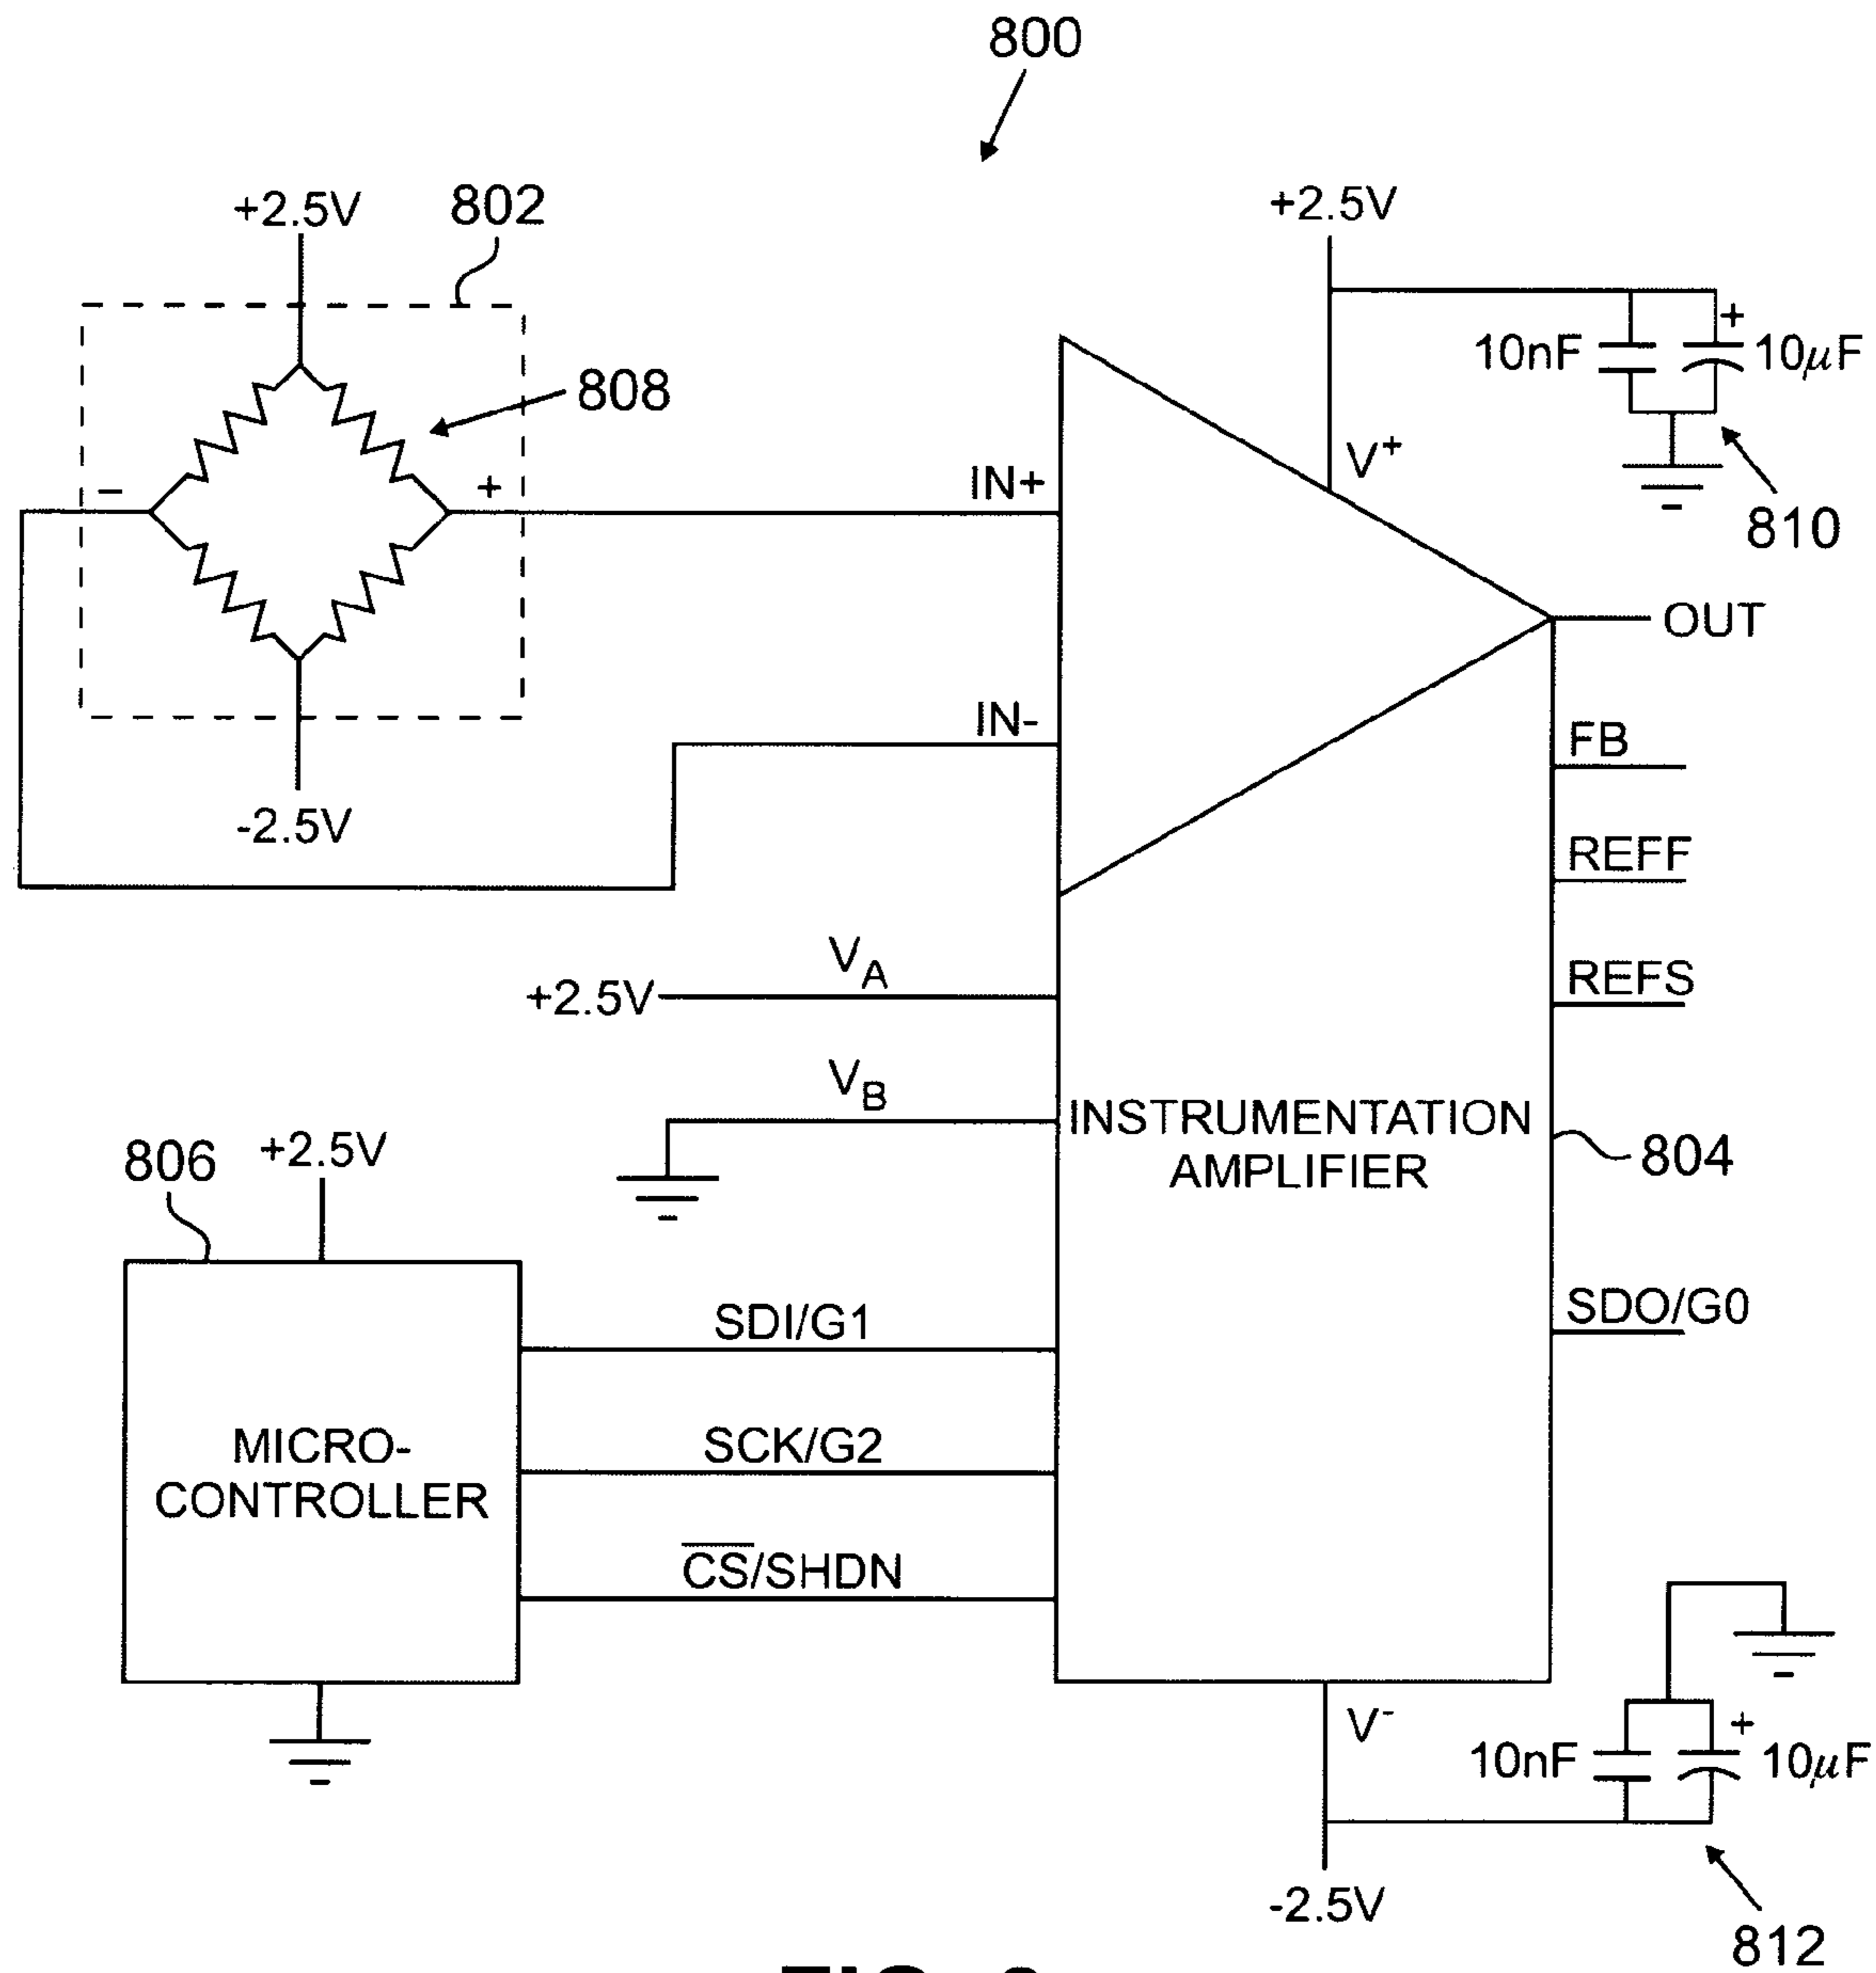 800
+2.5V
802
+2.5V
808
10nF
+
10μF
V+
810
−
+
IN+
OUT
IN-
FB
-2.5V
REFF
VA
+2.5V
REFS
VB
INSTRUMENTATION
AMPLIFIER
804
806
+2.5V
SDI/G1
SDO/G0
MICRO-
CONTROLLER
SCK/G2
C̅S̅/SHDN
V-
10nF
+
10μF
-2.5V
812